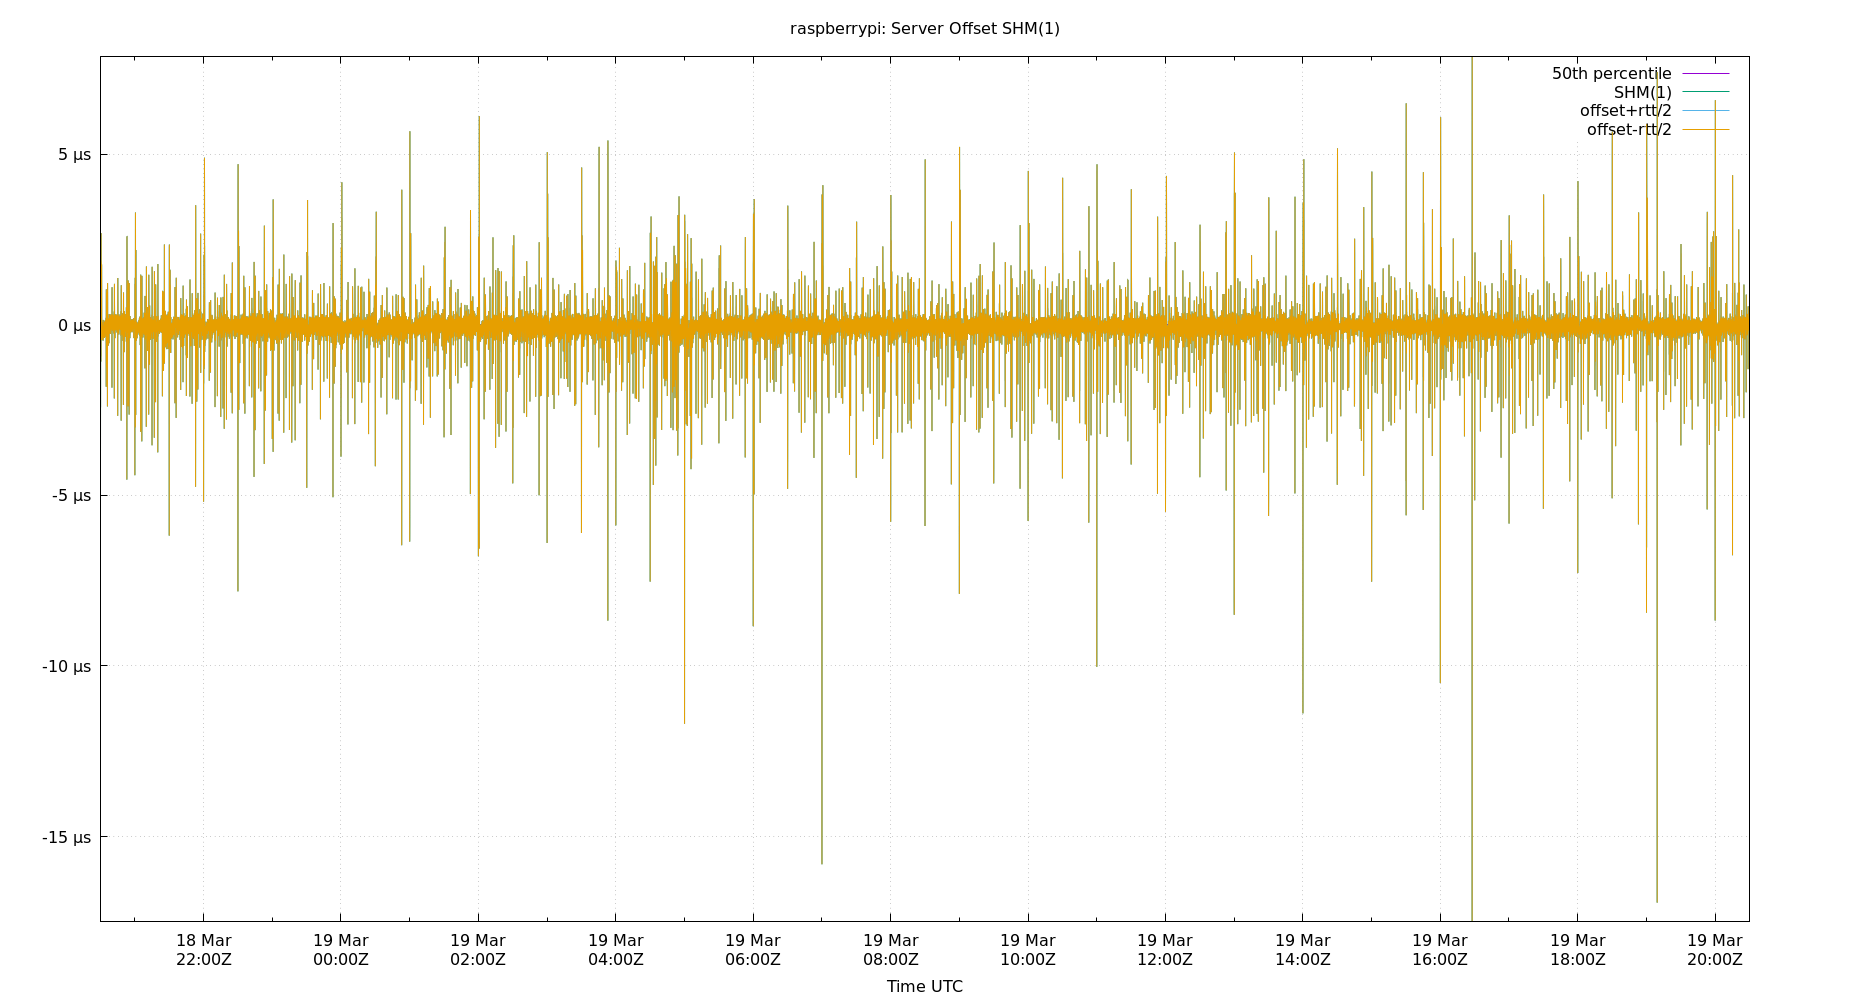 raspberrypi: Server Offset SHM(1)
50th percentile
SHM(1)
offset+rtt/2
offset-rtt/2
5 µs
0 µs
-5 µs
-10 µs
-15 µs
18 Mar 19 Mar 19 Mar 19 Mar 19 Mar 19 Mar 19 Mar 19 Mar 19 Mar 19 Mar 19 Mar 19 Mar
22:00Z 00:00Z 02:00Z 04:00Z 06:00Z 08:00Z 10:00Z 12:00Z 14:00Z 16:00Z 18:00Z 20:00Z
Time UTC